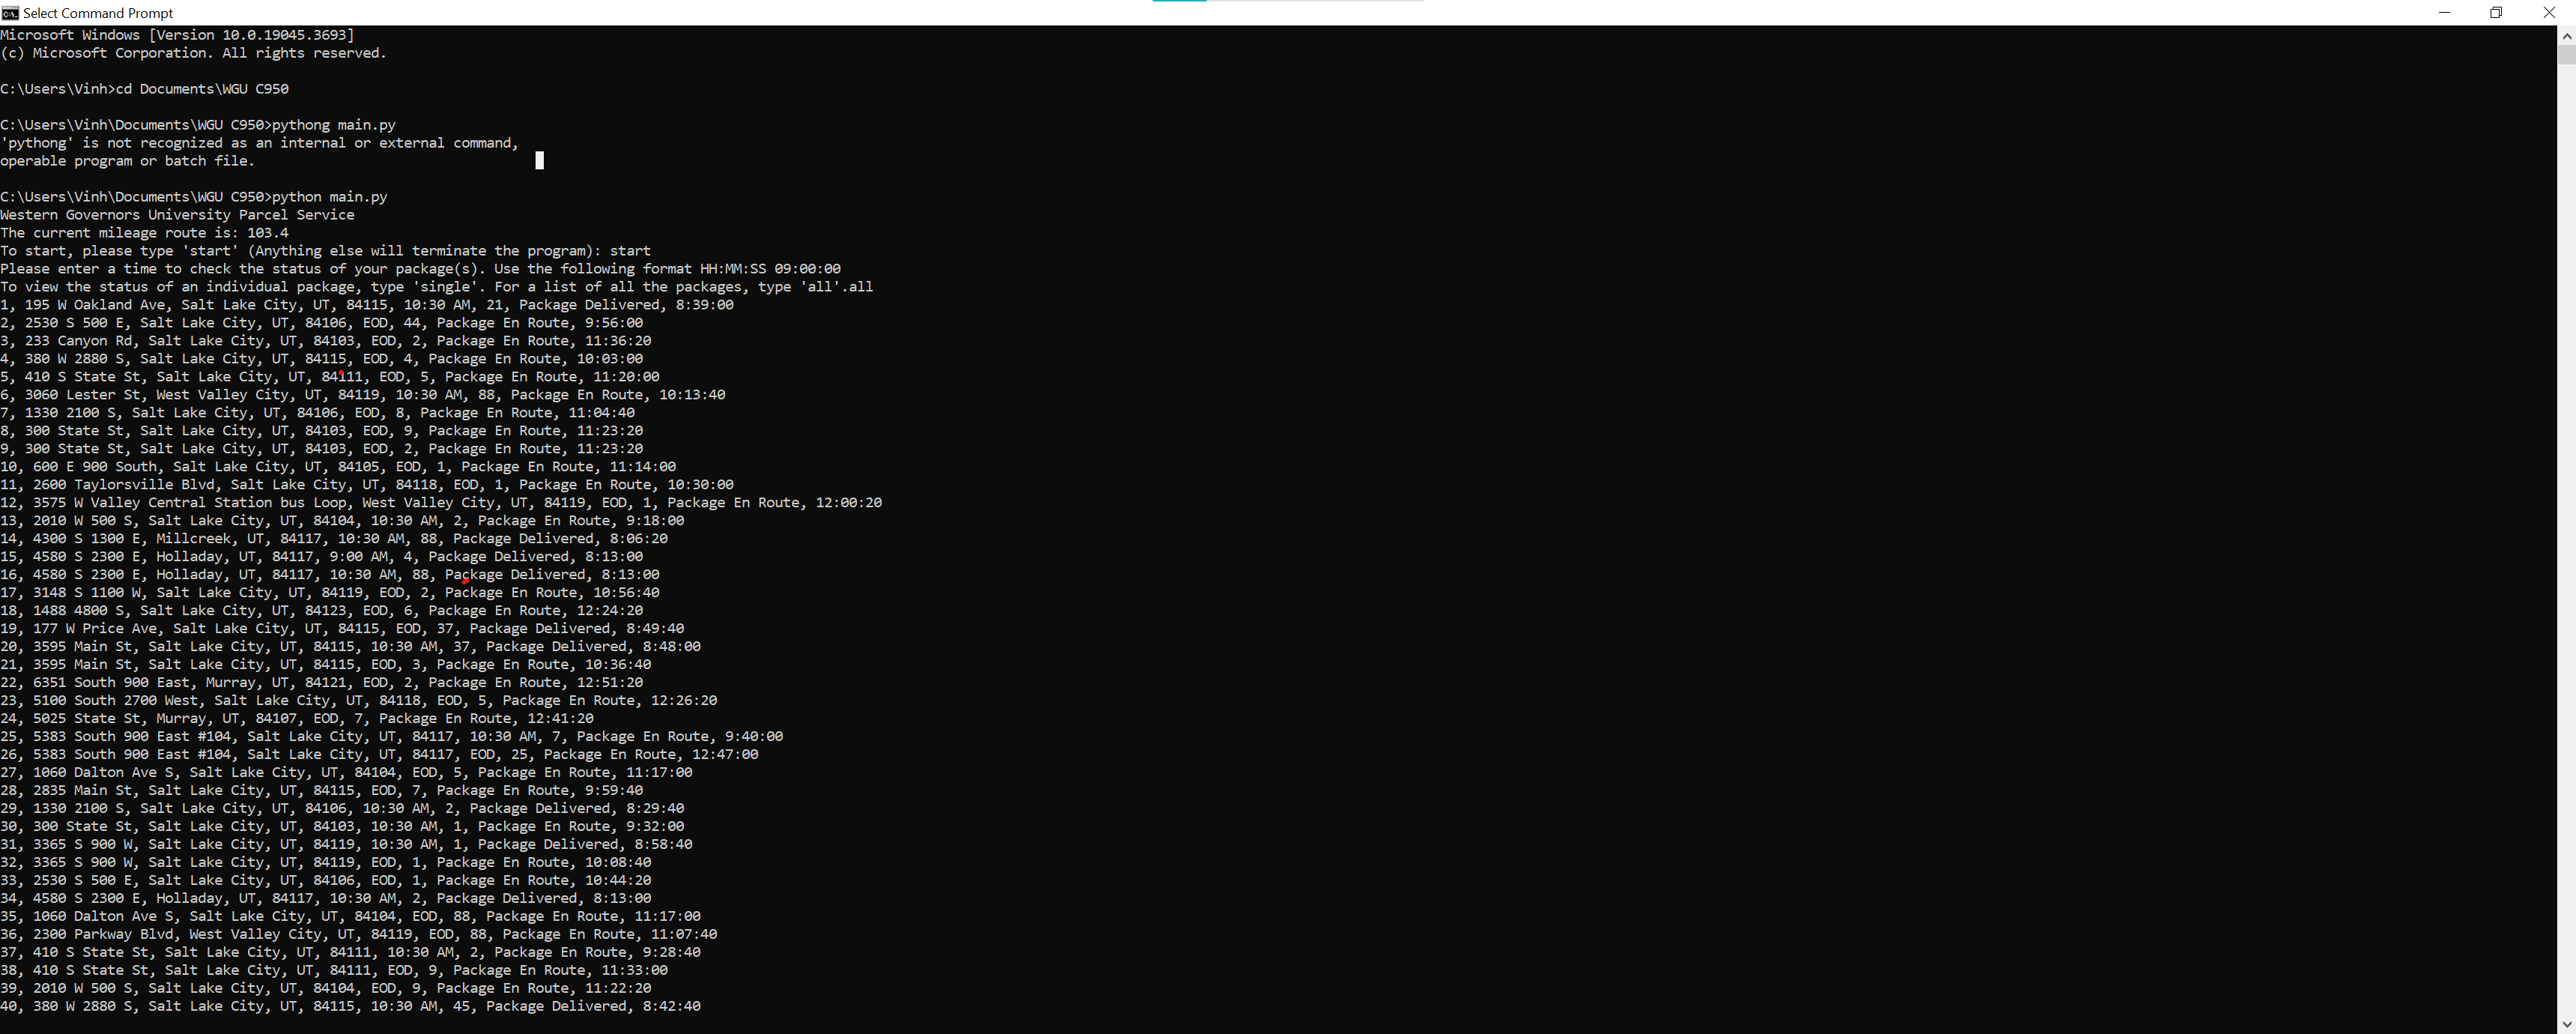 Select Command Prompt
Microsoft Windows [Version 10.0.19045.3693]
(c) Microsoft Corporation. All rights reserved.
C:\Users\Vinh>cd Documents\WGU C950
C:\Users\Vinh\Documents\WGU C950>pythong main.py
'pythong' is not recognized as an internal or external command,
operable program or batch file.
C:\Users\Vinh\Documents\WGU C950>python main.py
Western Governors University Parcel Service
The current mileage route is: 103.4
To start, please type 'start' (Anything else will terminate the program): start
Please enter a time to check the status of your package(s). Use the following format HH:MM:SS 09:00:00
To view the status of an individual package, type 'single'. For a list of all the packages, type 'all'.all
1, 195 W Oakland Ave, Salt Lake City, UT, 84115, 10:30 AM, 21, Package Delivered, 8:39:00
2, 2530 S 500 E, Salt Lake City, UT, 84106, EOD, 44, Package En Route, 9:56:00
3, 233 Canyon Rd, Salt Lake City, UT, 84103, EOD, 2, Package En Route, 11:36:20
4, 380 W 2880 S, Salt Lake City, UT, 84115, EOD, 4, Package En Route, 10:03:00
5, 410 S State St, Salt Lake City, UT, 84111, EOD, 5, Package En Route, 11:20:00
6, 3060 Lester St, West Valley City, UT, 84119, 10:30 AM, 88, Package En Route, 10:13:40
7, 1330 2100 S, Salt Lake City, UT, 84106, EOD, 8, Package En Route, 11:04:40
8, 300 State St, Salt Lake City, UT, 84103, EOD, 9, Package En Route, 11:23:20
9, 300 State St, Salt Lake City, UT, 84103, EOD, 2, Package En Route, 11:23:20
10, 600 E 900 South, Salt Lake City, UT, 84105, EOD, 1, Package En Route, 11:14:00
11, 2600 Taylorsville Blvd, Salt Lake City, UT, 84118, EOD, 1, Package En Route, 10:30:00
12, 3575 W Valley Central Station bus Loop, West Valley City, UT, 84119, EOD, 1, Package En Route, 12:00:20
13, 2010 W 500 S, Salt Lake City, UT, 84104, 10:30 AM, 2, Package En Route, 9:18:00
14, 4300 S 1300 E, Millcreek, UT, 84117, 10:30 AM, 88, Package Delivered, 8:06:20
15, 4580 S 2300 E, Holladay, UT, 84117, 9:00 AM, 4, Package Delivered, 8:13:00
16, 4580 S 2300 E, Holladay, UT, 84117, 10:30 AM, 88, Package Delivered, 8:13:00
17, 3148 S 1100 W, Salt Lake City, UT, 84119, EOD, 2, Package En Route, 10:56:40
18, 1488 4800 S, Salt Lake City, UT, 84123, EOD, 6, Package En Route, 12:24:20
19, 177 W Price Ave, Salt Lake City, UT, 84115, EOD, 37, Package Delivered, 8:49:40
20, 3595 Main St, Salt Lake City, UT, 84115, 10:30 AM, 37, Package Delivered, 8:48:00
21, 3595 Main St, Salt Lake City, UT, 84115, EOD, 3, Package En Route, 10:36:40
22, 6351 South 900 East, Murray, UT, 84121, EOD, 2, Package En Route, 12:51:20
23, 5100 South 2700 West, Salt Lake City, UT, 84118, EOD, 5, Package En Route, 12:26:20
24, 5025 State St, Murray, UT, 84107, EOD, 7, Package En Route, 12:41:20
25, 5383 South 900 East #104, Salt Lake City, UT, 84117, 10:30 AM, 7, Package En Route, 9:40:00
26, 5383 South 900 East #104, Salt Lake City, UT, 84117, EOD, 25, Package En Route, 12:47:00
27, 1060 Dalton Ave S, Salt Lake City, UT, 84104, EOD, 5, Package En Route, 11:17:00
28, 2835 Main St, Salt Lake City, UT, 84115, EOD, 7, Package En Route, 9:59:40
29, 1330 2100 S, Salt Lake City, UT, 84106, 10:30 AM, 2, Package Delivered, 8:29:40
30, 300 State St, Salt Lake City, UT, 84103, 10:30 AM, 1, Package En Route, 9:32:00
31, 3365 S 900 W, Salt Lake City, UT, 84119, 10:30 AM, 1, Package Delivered, 8:58:40
32, 3365 S 900 W, Salt Lake City, UT, 84119, EOD, 1, Package En Route, 10:08:40
33, 2530 S 500 E, Salt Lake City, UT, 84106, EOD, 1, Package En Route, 10:44:20
34, 4580 S 2300 E, Holladay, UT, 84117, 10:30 AM, 2, Package Delivered, 8:13:00
35, 1060 Dalton Ave S, Salt Lake City, UT, 84104, EOD, 88, Package En Route, 11:17:00
36, 2300 Parkway Blvd, West Valley City, UT, 84119, EOD, 88, Package En Route, 11:07:40
37, 410 S State St, Salt Lake City, UT, 84111, 10:30 AM, 2, Package En Route, 9:28:40
38, 410 S State St, Salt Lake City, UT, 84111, EOD, 9, Package En Route, 11:33:00
39, 2010 W 500 S, Salt Lake City, UT, 84104, EOD, 9, Package En Route, 11:22:20
40, 380 W 2880 S, Salt Lake City, UT, 84115, 10:30 AM, 45, Package Delivered, 8:42:40